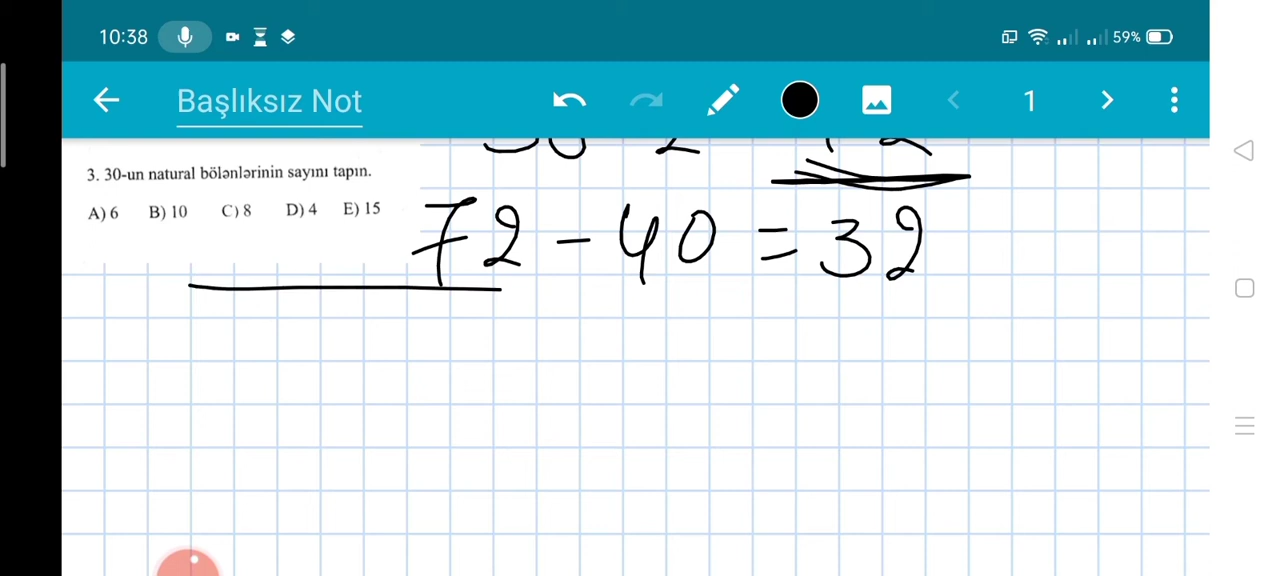 10:38 59%
Başlıksız Not 1
3. 30-un natural bölənlərinin sayını tapın.
A) 6 B) 10 C) 8 D) 4 E) 15
72 - 40 = 32